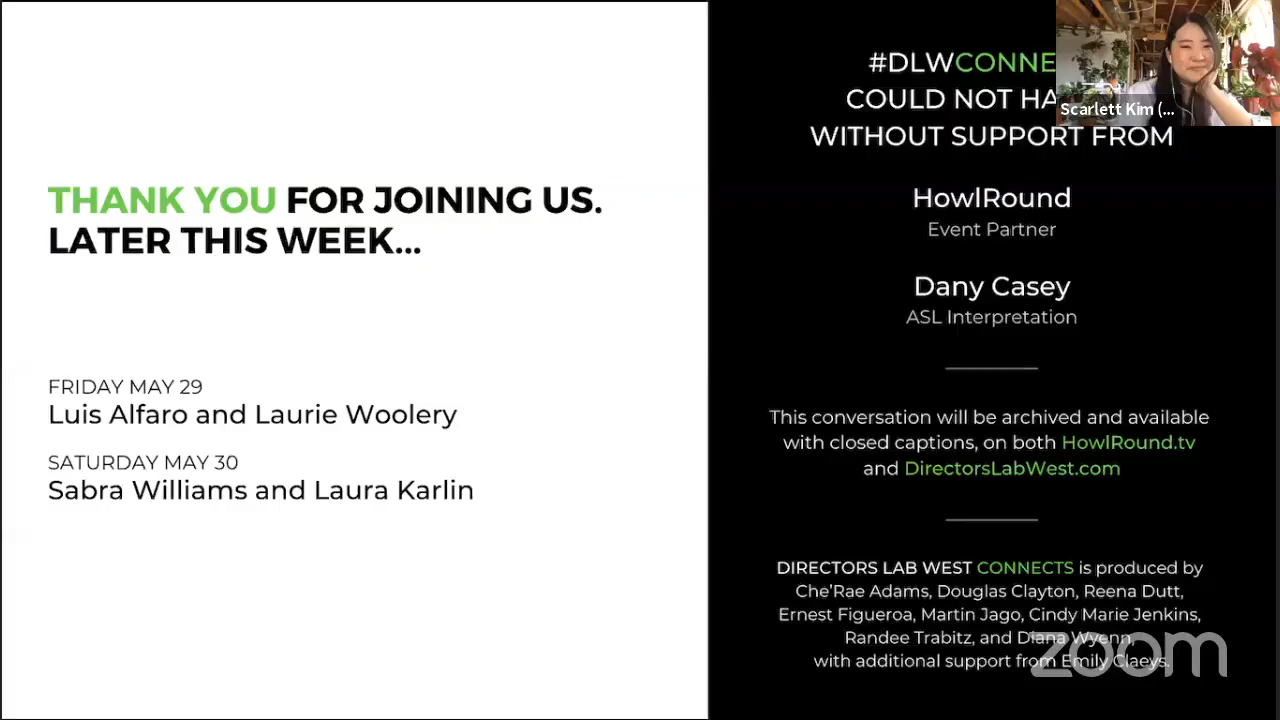 THANK YOU FOR JOINING US.
LATER THIS WEEK...
FRIDAY MAY 29
Luis Alfaro and Laurie Woolery
SATURDAY MAY 30
Sabra Williams and Laura Karlin
#DLWCONNE
COULD NOT HA
WITHOUT SUPPORT FROM
HowlRound
Event Partner
Dany Casey
ASL Interpretation
This conversation will be archived and available
with closed captions, on both HowlRound.tv
and DirectorsLabWest.com
DIRECTORS LAB WEST CONNECTS is produced by
Che'Rae Adams, Douglas Clayton, Reena Dutt,
Ernest Figueroa, Martin Jago, Cindy Marie Jenkins,
Randee Trabitz, and Diana Wyenn,
with additional support from Emily Claeys.
Scarlett Kim (...
zoom